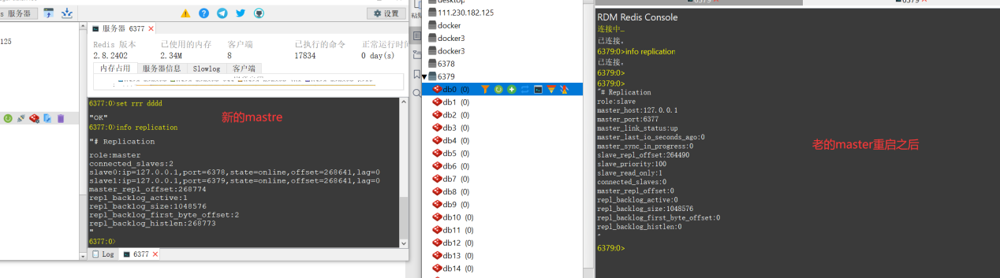 服务器
设置
125
服务器 6377
Redis 版本
已使用的内存
客户端
已执行的命令
正常运行时间
2.8.2402
2.34M
8
17834
0 day(s)
内存占用
服务器信息
Slowlog
客户端
6377:0>set rrr dddd
"OK"
6377:0>info replication
"# Replication
role:master
connected_slaves:2
slave0:ip=127.0.0.1,port=6378,state=online,offset=268641,lag=0
slave1:ip=127.0.0.1,port=6379,state=online,offset=268641,lag=0
master_repl_offset:268774
repl_backlog_active:1
repl_backlog_size:1048576
repl_backlog_first_byte_offset:2
repl_backlog_histlen:268773
"
6377:0>
新的mastre
Log
6377
粘贴
desktop
111.230.182.125
docker
docker3
docker3
6378
6379
db0 (0)
db1 (0)
db2 (0)
db3 (0)
db4 (0)
db5 (0)
db6 (0)
db7 (0)
db8 (0)
db9 (0)
db10 (0)
db11 (0)
db12 (0)
db13 (0)
db14 (0)
6379
6379
RDM Redis Console
连接中...
已连接。
6379:0>info replication
已连接。
6379:0>
6379:0>
"# Replication
role:slave
master_host:127.0.0.1
master_port:6377
master_link_status:up
master_last_io_seconds_ago:0
master_sync_in_progress:0
slave_repl_offset:264490
slave_priority:100
slave_read_only:1
connected_slaves:0
master_repl_offset:0
repl_backlog_active:0
repl_backlog_size:1048576
repl_backlog_first_byte_offset:0
repl_backlog_histlen:0
"
6379:0>
老的master重启之后